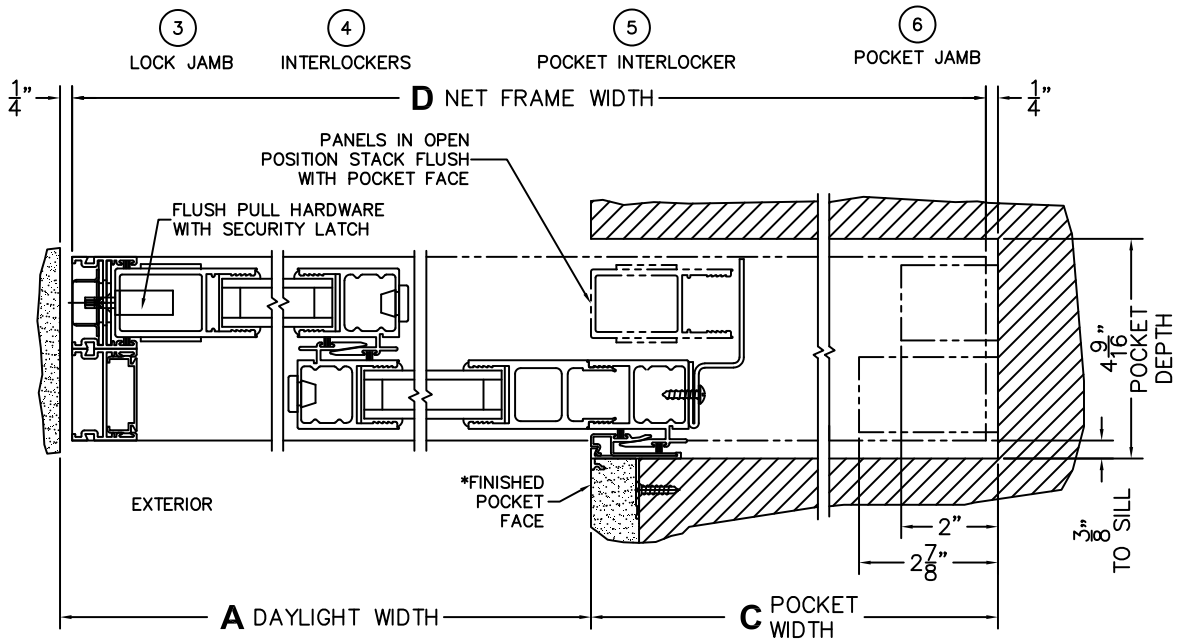 3
LOCK JAMB
4
INTERLOCKERS
5
POCKET INTERLOCKER
6
POCKET JAMB
1/4"
D NET FRAME WIDTH
1/4"
PANELS IN OPEN
POSITION STACK FLUSH
WITH POCKET FACE
FLUSH PULL HARDWARE
WITH SECURITY LATCH
4 9/16"
POCKET
DEPTH
*FINISHED
POCKET
FACE
EXTERIOR
3/8"
TO SILL
2"
2 7/8"
A DAYLIGHT WIDTH
C POCKET
WIDTH